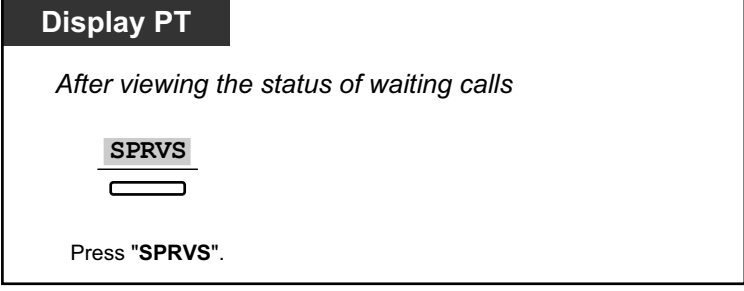 Display PT
After viewing the status of waiting calls
SPRVS
Press "SPRVS".